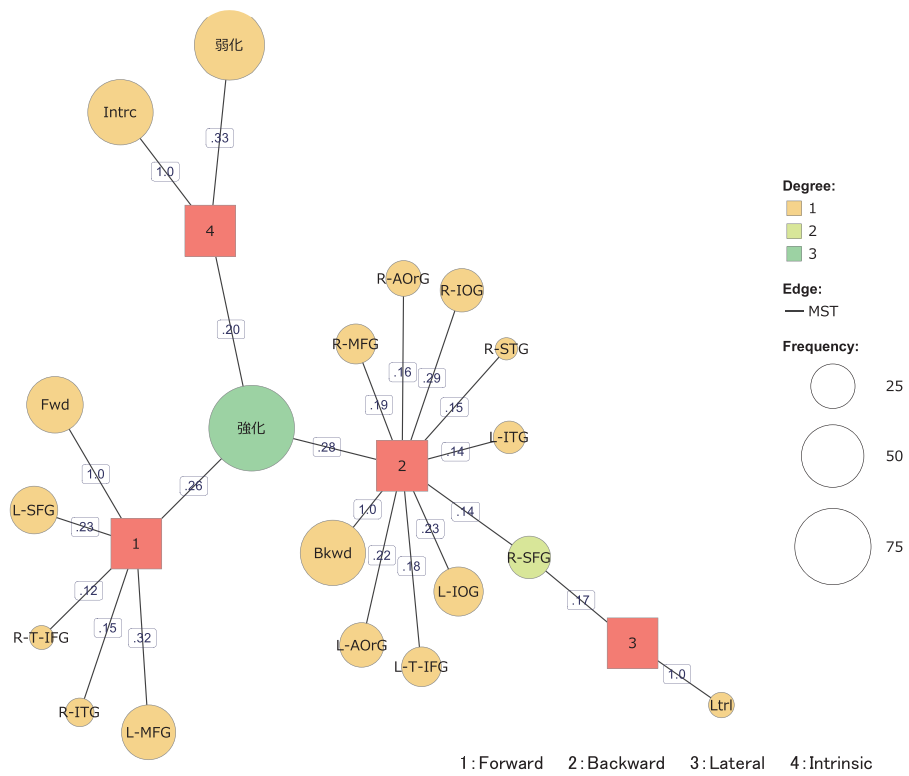 弱化
Intrc
.33
1.0
4
.20
R-AOrG
R-IOG
R-MFG
R-STG
.16
.29
.19
.15
Fwd
強化
L-ITG
.28
.14
2
1.0
.26
L-SFG
.23
1
1.0
.14
.23
Bkwd
.22
.18
R-SFG
L-IOG
.12
.17
R-T-IFG
.15
.32
L-AOrG
L-T-IFG
3
1.0
R-ITG
L-MFG
Ltrl
Degree:
1
2
3
Edge:
MST
Frequency:
25
50
75
1:Forward 2:Backward 3:Lateral 4:Intrinsic